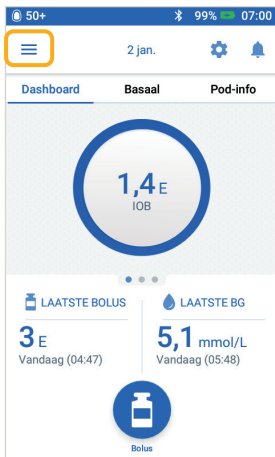 50+ 99% 07:00
2 jan.
Dashboard Basaal Pod-info
1,4 E
IOB
LAATSTE BOLUS LAATSTE BG
3 E 5,1 mmol/L
Vandaag (04:47) Vandaag (05:48)
Bolus